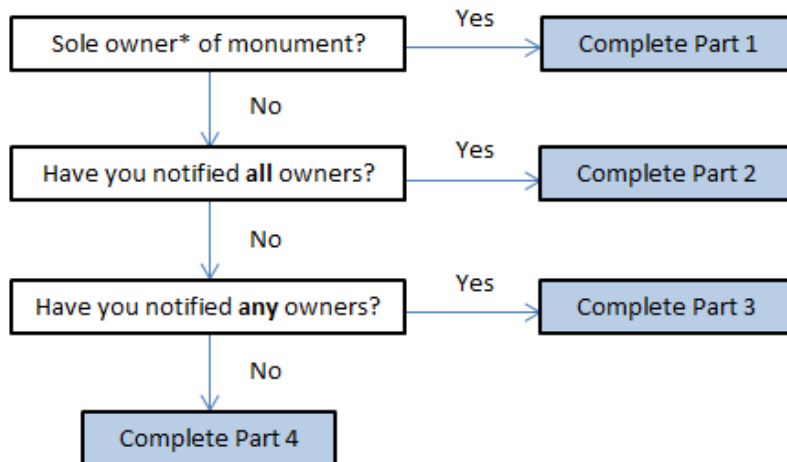 Sole owner* of monument?
Yes
Complete Part 1
No
Have you notified all owners?
Yes
Complete Part 2
No
Have you notified any owners?
Yes
Complete Part 3
No
Complete Part 4